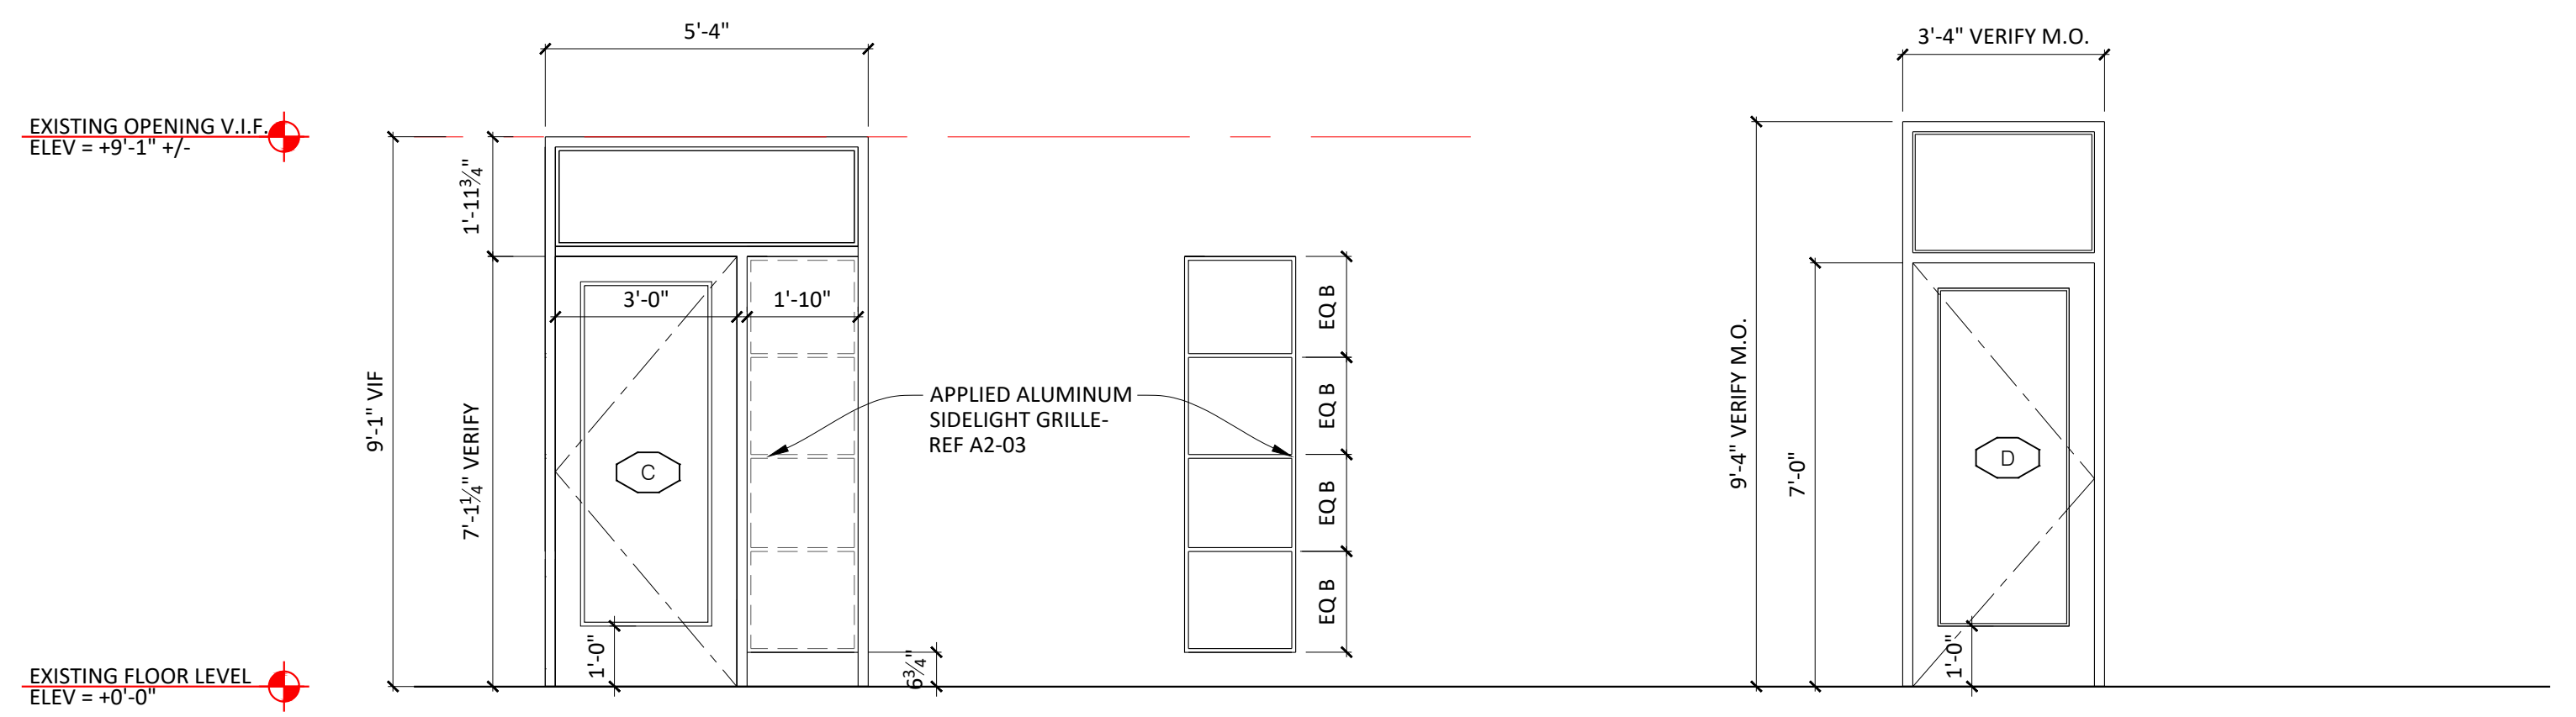 5'-4"
3'-4" VERIFY M.O.
EXISTING OPENING V.I.F.
ELEV = +9'-1" +/-
1'-11¾"
3'-0"
1'-10"
EQ B
EQ B
EQ B
EQ B
9'-1" VIF
7'-1¼" VERIFY
APPLIED ALUMINUM
SIDELIGHT GRILLE-
REF A2-03
C
9'-4" VERIFY M.O.
7'-0"
D
1'-0"
6¾"
1'-0"
EXISTING FLOOR LEVEL
ELEV = +0'-0"